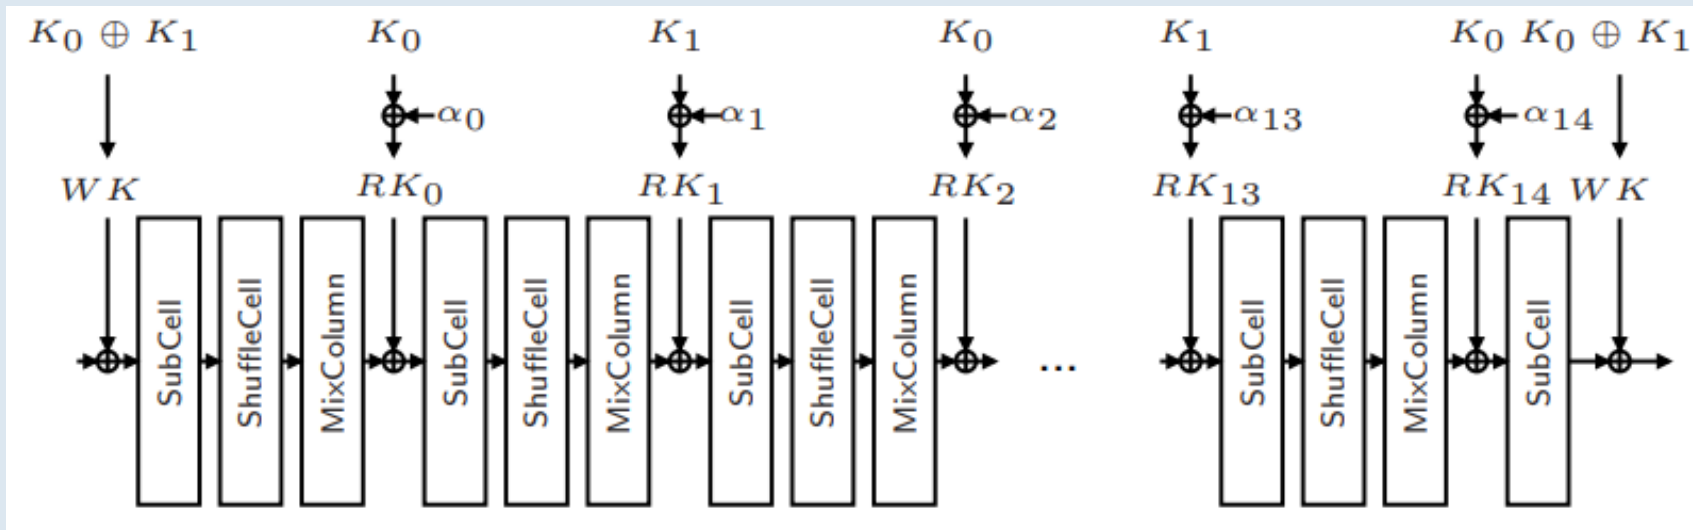 K₀ ⊕ K₁ K₀ K₁ K₀ K₁ K₀ K₀ ⊕ K₁
α₀ α₁ α₂ α₁₃ α₁₄
WK RK₀ RK₁ RK₂ RK₁₃ RK₁₄ WK
SubCell ShuffleCell MixColumn SubCell ShuffleCell MixColumn SubCell ShuffleCell MixColumn ... SubCell ShuffleCell MixColumn SubCell